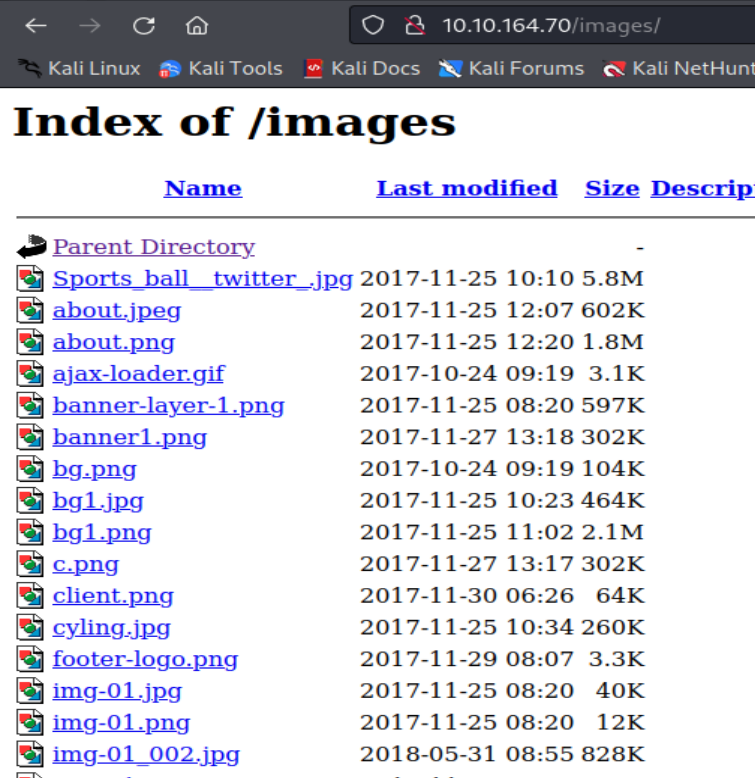 10.10.164.70/images/
Kali Linux Kali Tools Kali Docs Kali Forums Kali NetHunt
Index of /images
Name Last modified Size Descrip
Parent Directory -
Sports_ball__twitter_.jpg 2017-11-25 10:10 5.8M
about.jpeg 2017-11-25 12:07 602K
about.png 2017-11-25 12:20 1.8M
ajax-loader.gif 2017-10-24 09:19 3.1K
banner-layer-1.png 2017-11-25 08:20 597K
banner1.png 2017-11-27 13:18 302K
bg.png 2017-10-24 09:19 104K
bg1.jpg 2017-11-25 10:23 464K
bg1.png 2017-11-25 11:02 2.1M
c.png 2017-11-27 13:17 302K
client.png 2017-11-30 06:26 64K
cyling.jpg 2017-11-25 10:34 260K
footer-logo.png 2017-11-29 08:07 3.3K
img-01.jpg 2017-11-25 08:20 40K
img-01.png 2017-11-25 08:20 12K
img-01_002.jpg 2018-05-31 08:55 828K